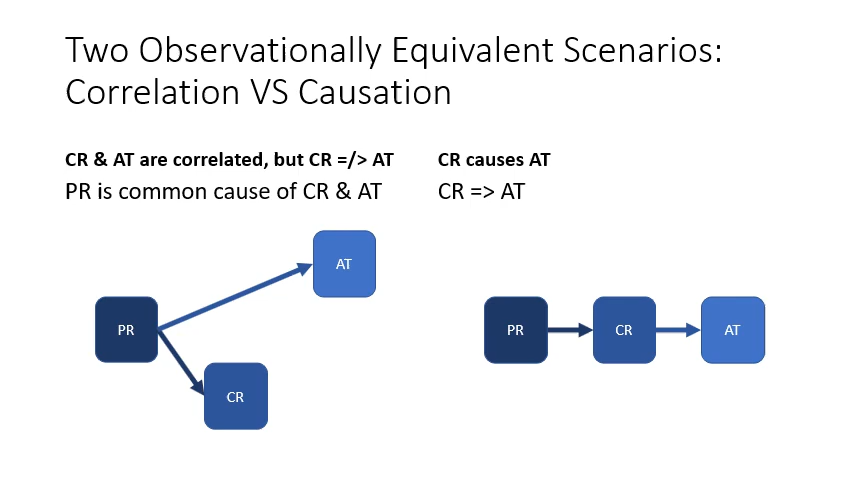 Two Observationally Equivalent Scenarios:
Correlation VS Causation
CR & AT are correlated, but CR =/> AT
PR is common cause of CR & AT
AT
PR
CR
CR causes AT
CR => AT
PR
CR
AT